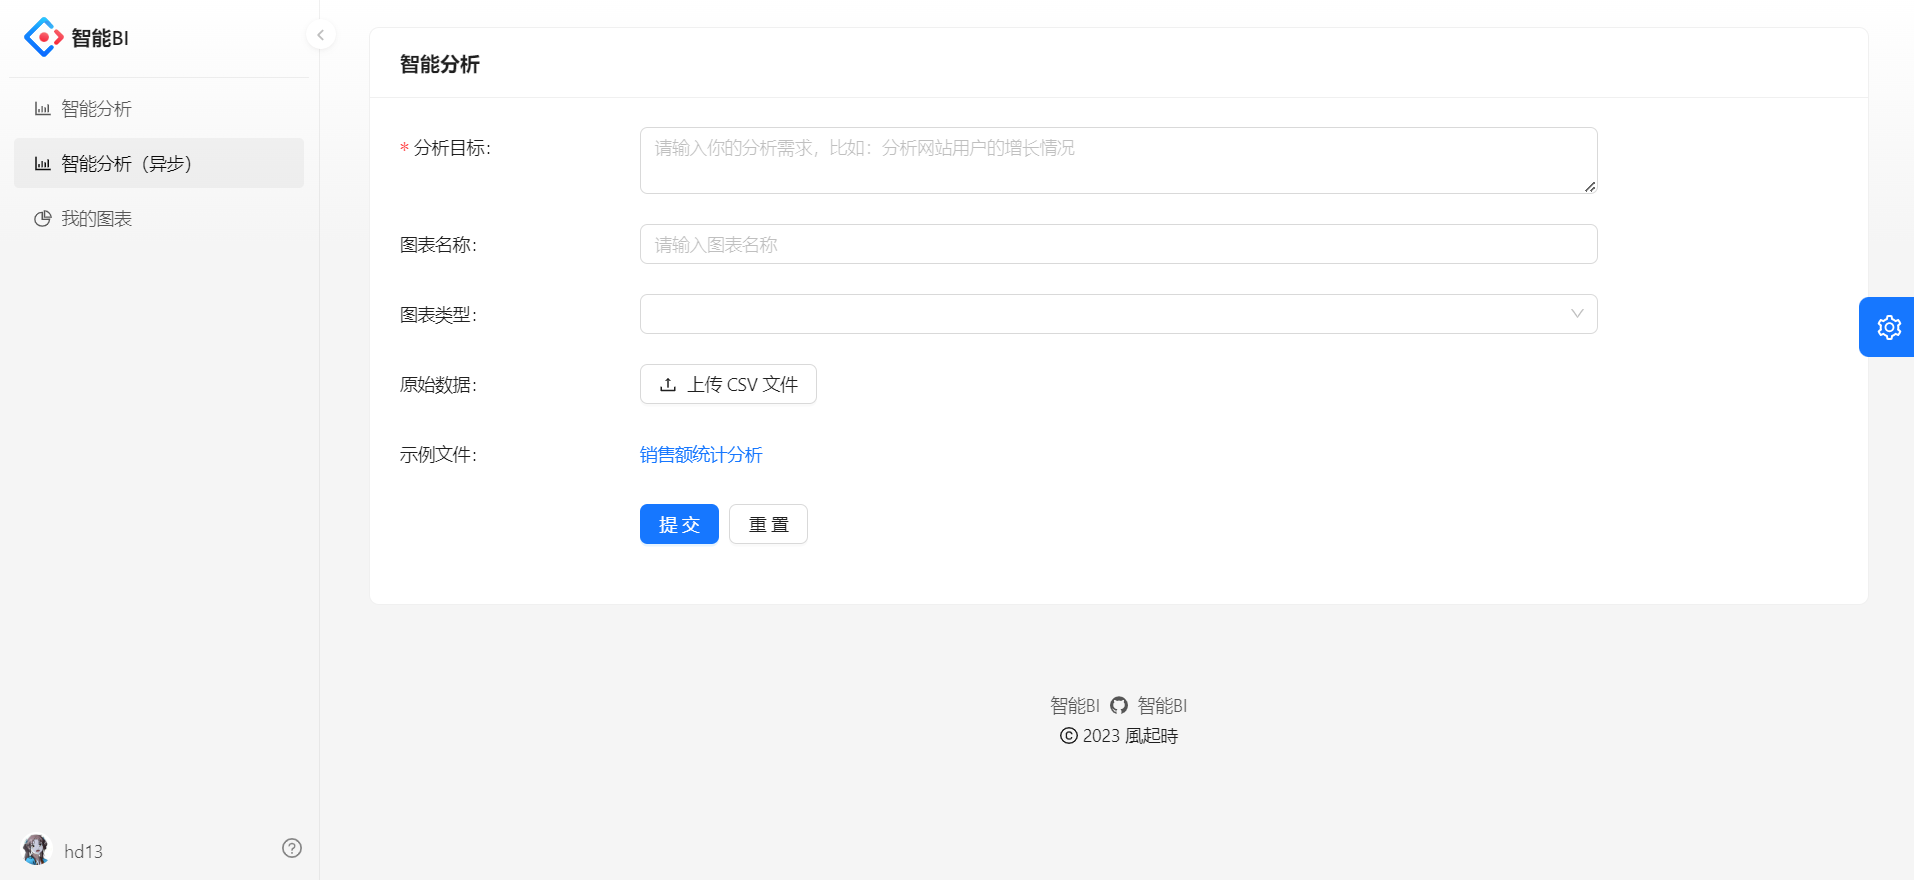 智能BI
智能分析
智能分析（异步）
我的图表
hd13
智能分析
* 分析目标:
请输入你的分析需求，比如：分析网站用户的增长情况
图表名称:
请输入图表名称
图表类型:
原始数据:
上传 CSV 文件
示例文件:
销售额统计分析
提 交 重 置
智能BI 智能BI
© 2023 風起時